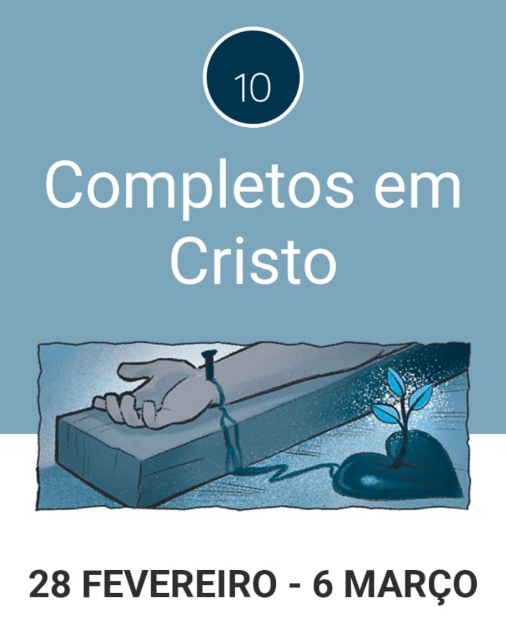 10
Completos em
Cristo
28 FEVEREIRO - 6 MARÇO